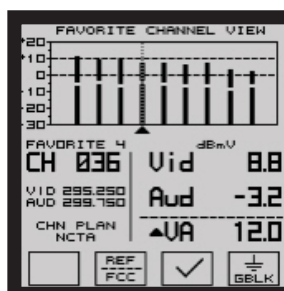 FAVORITE CHANNEL VIEW
+20
+10
0
-10
-20
-30
FAVORITE 4 dBmV
CH 036 Vid 8.8
VID 295.250
AUD 299.750 Aud -3.2
CHN PLAN
NCTA ▲VA 12.0
REF
FCC
GBLK